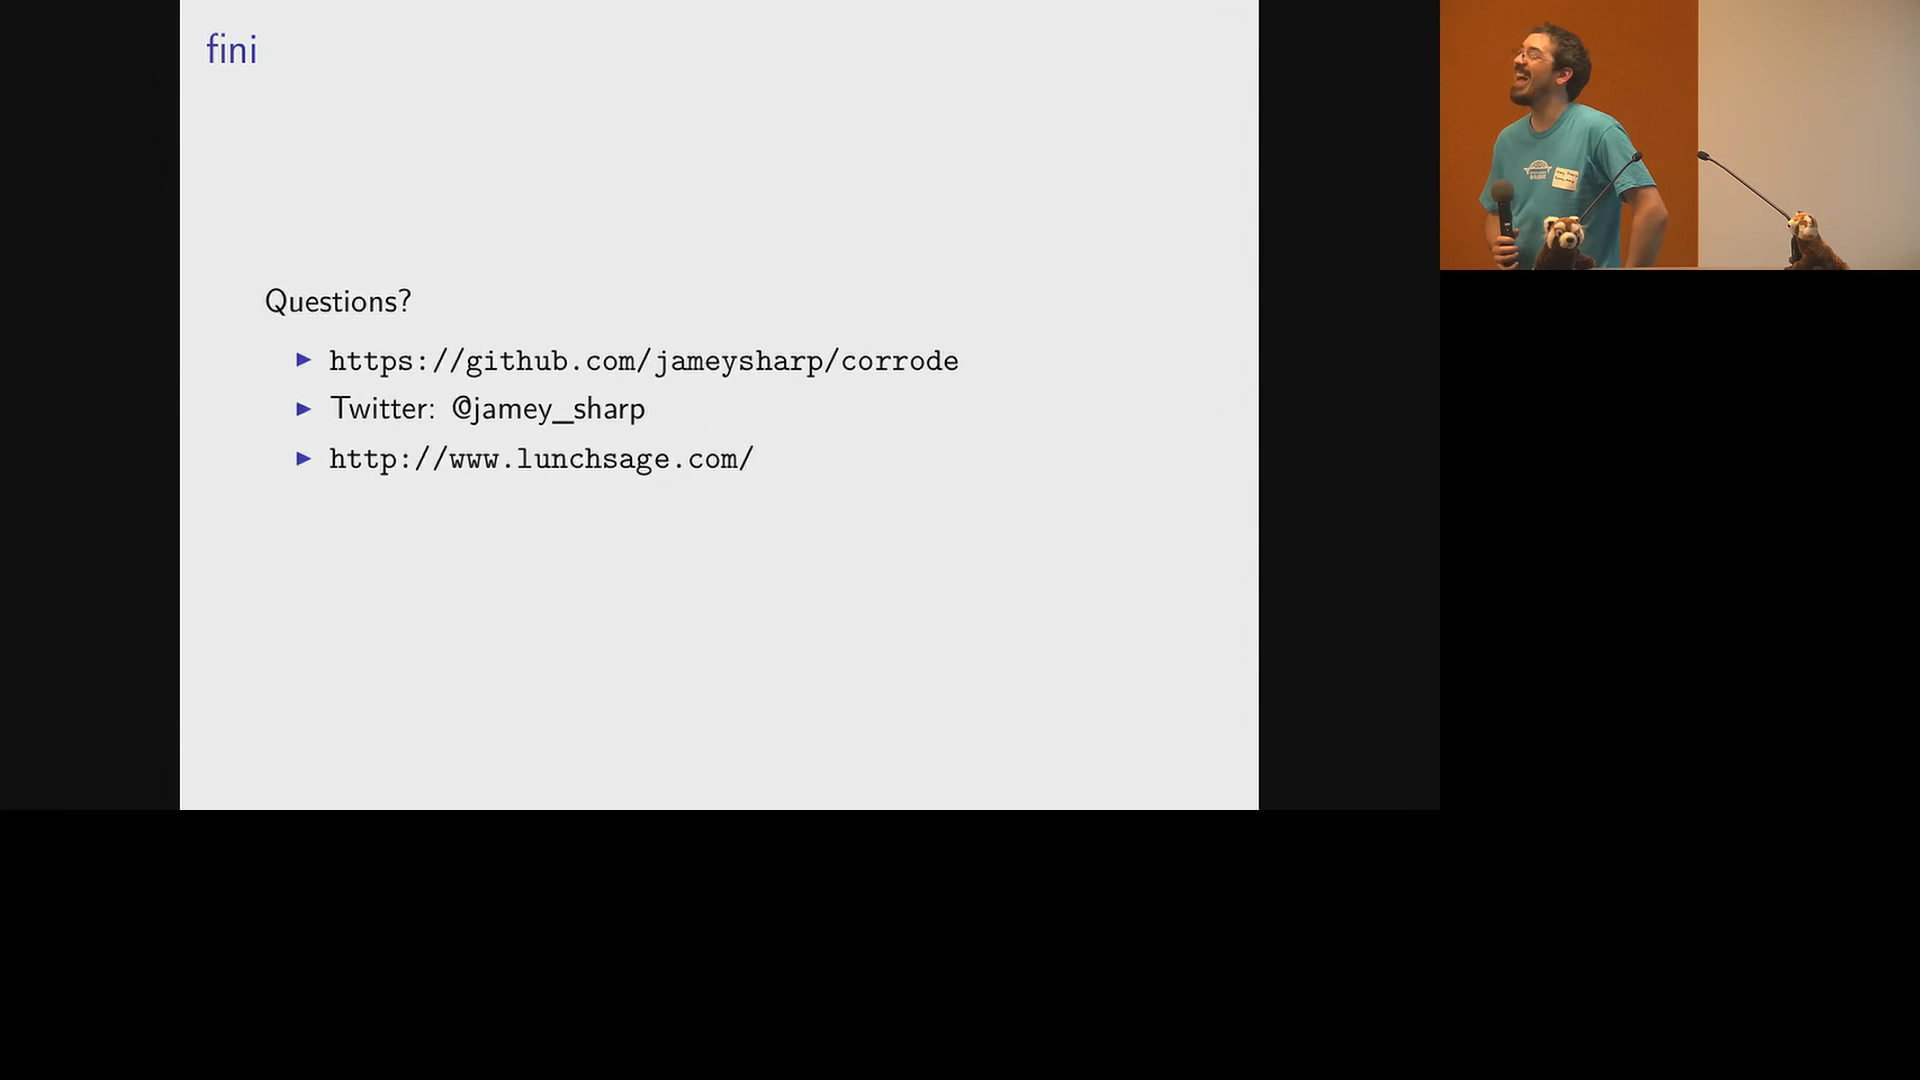 fini
Questions?
https://github.com/jameysharp/corrode
Twitter: @jamey_sharp
http://www.lunchsage.com/